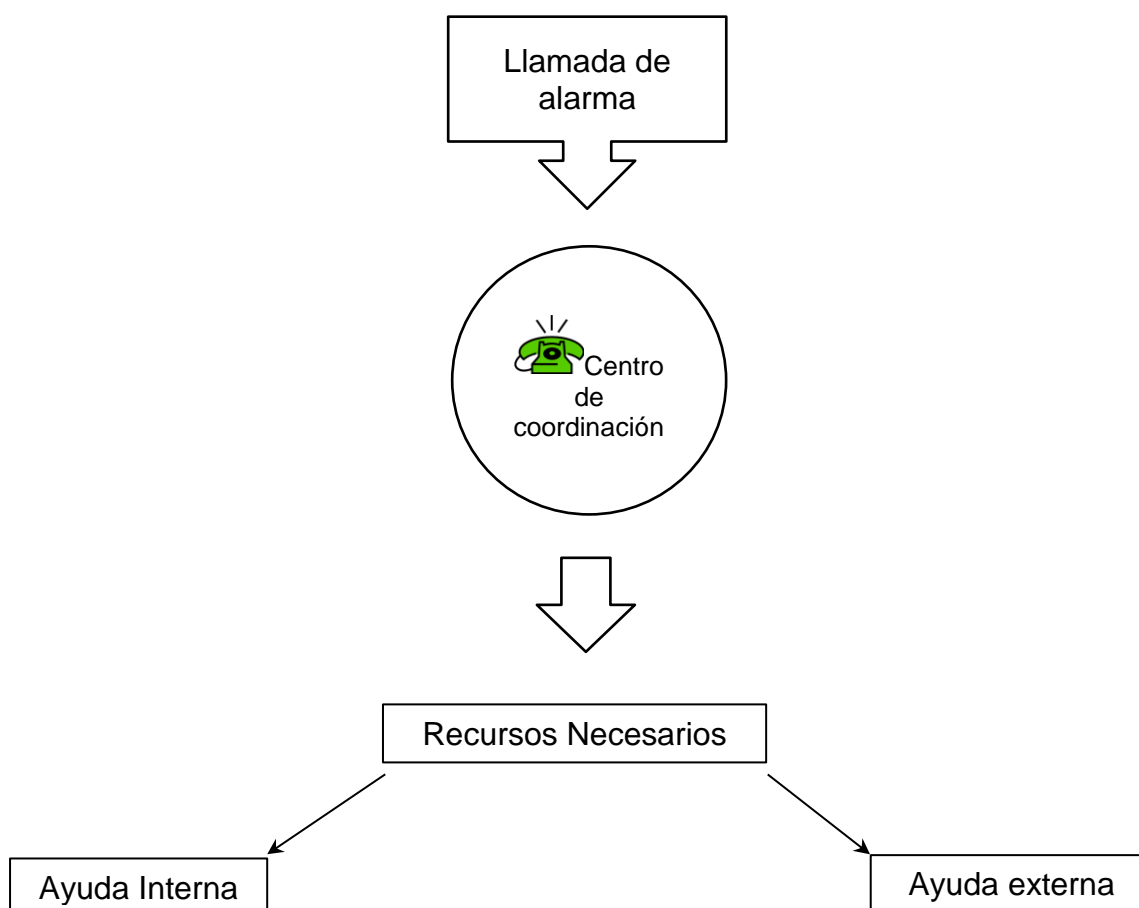 Llamada de
alarma
Centro
de
coordinación
Recursos Necesarios
Ayuda Interna
Ayuda externa